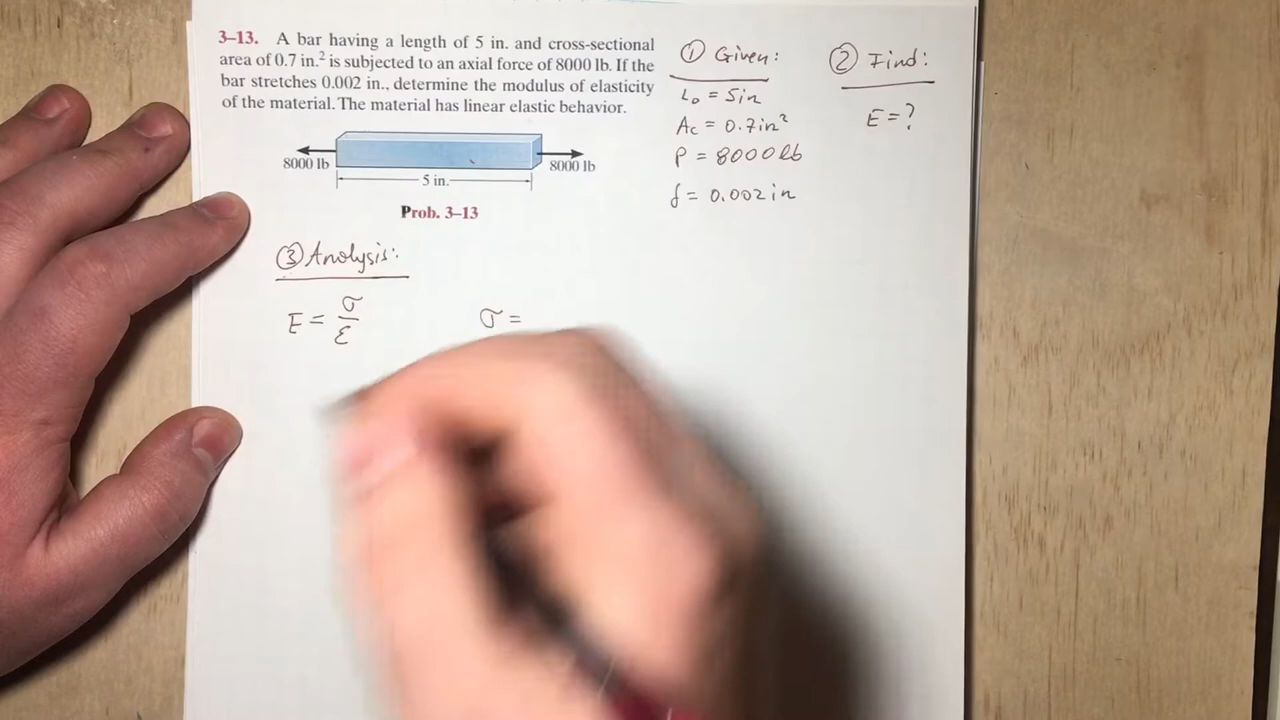 3–13. A bar having a length of 5 in. and cross-sectional
area of 0.7 in.² is subjected to an axial force of 8000 lb. If the
bar stretches 0.002 in., determine the modulus of elasticity
of the material. The material has linear elastic behavior.
8000 lb
8000 lb
5 in.
Prob. 3–13
① Given:
L₀ = 5in
Ac = 0.7in²
P = 8000lb
δ = 0.002in
② Find:
E = ?
③ Analysis:
E = σ/ε
σ =